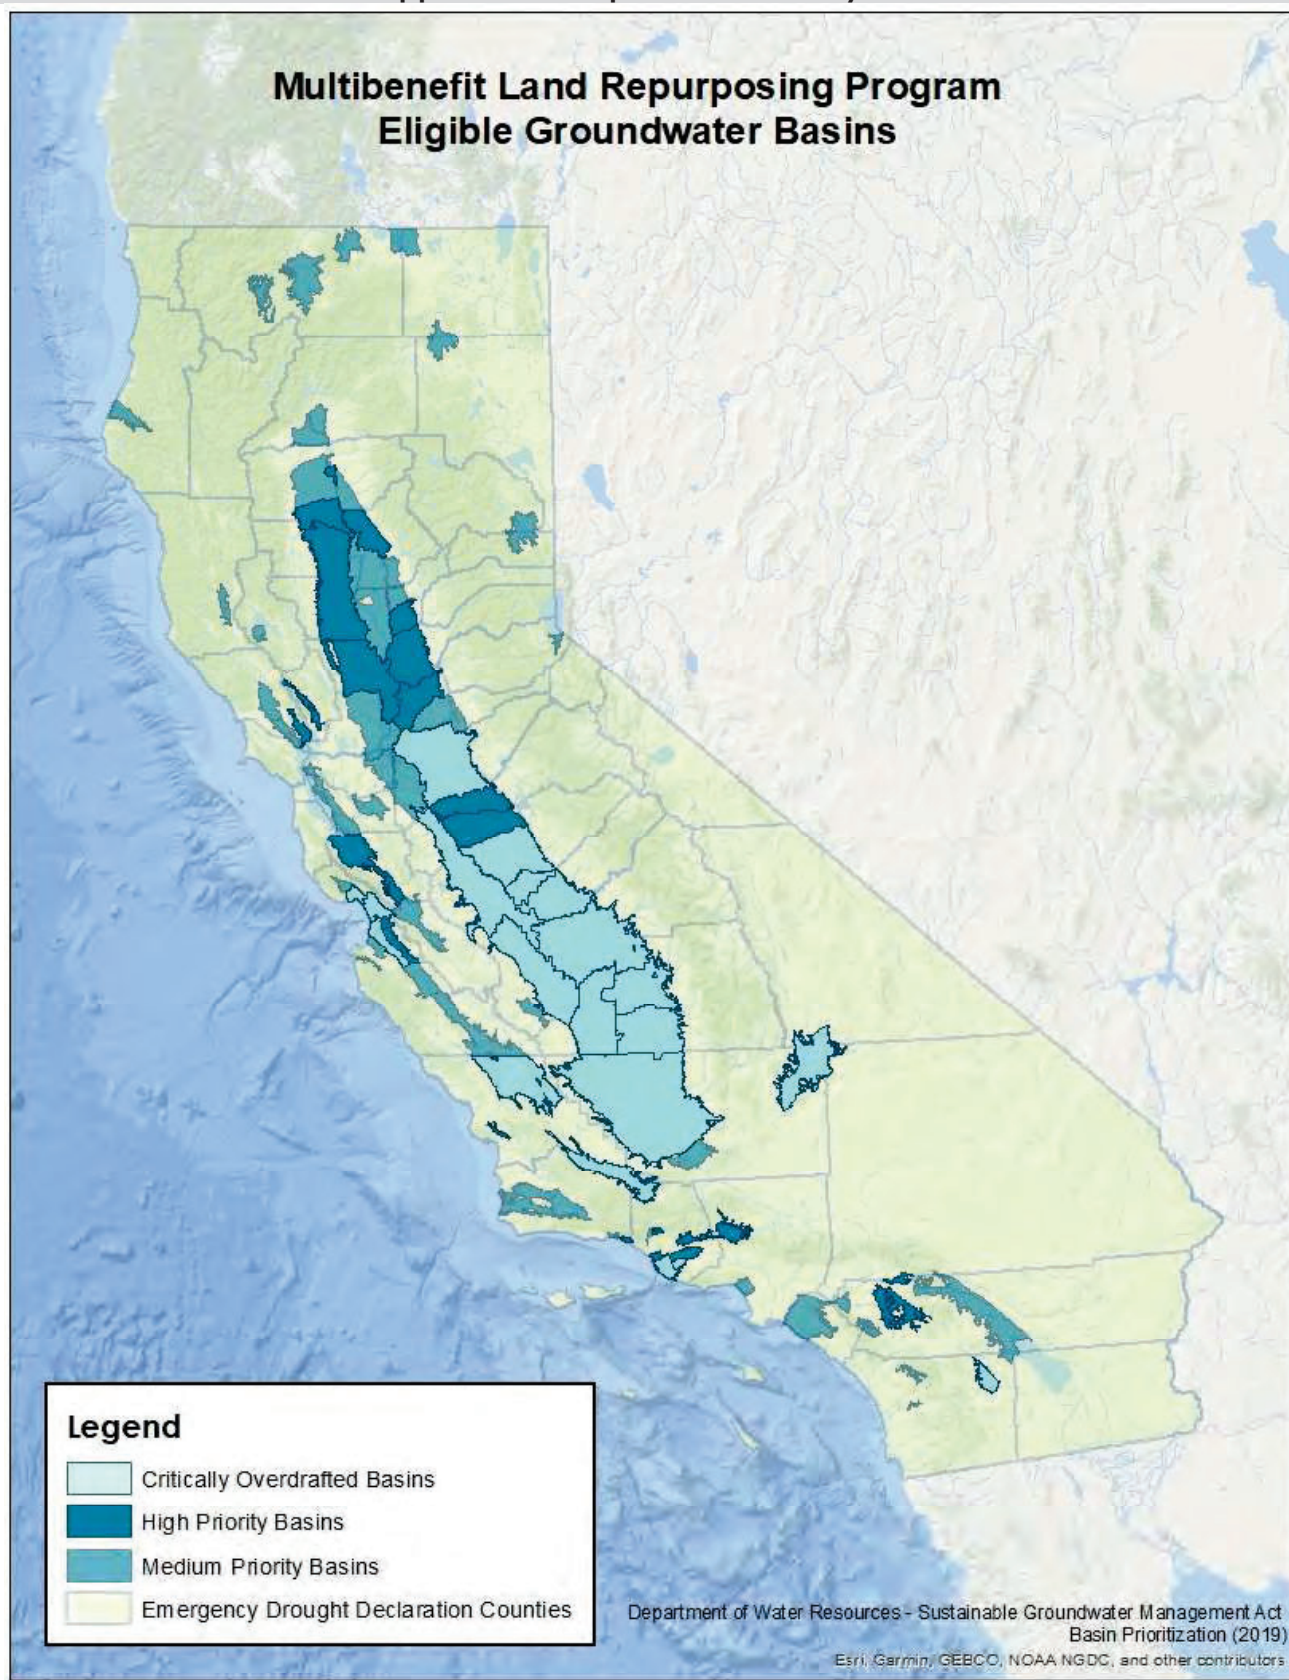 Multibenefit Land Repurposing Program
Eligible Groundwater Basins
Legend
Critically Overdrafted Basins
High Priority Basins
Medium Priority Basins
Emergency Drought Declaration Counties
Department of Water Resources - Sustainable Groundwater Management Act
Basin Prioritization (2019)
Esri, Garmin, GEBCO, NOAA NGDC, and other contributors